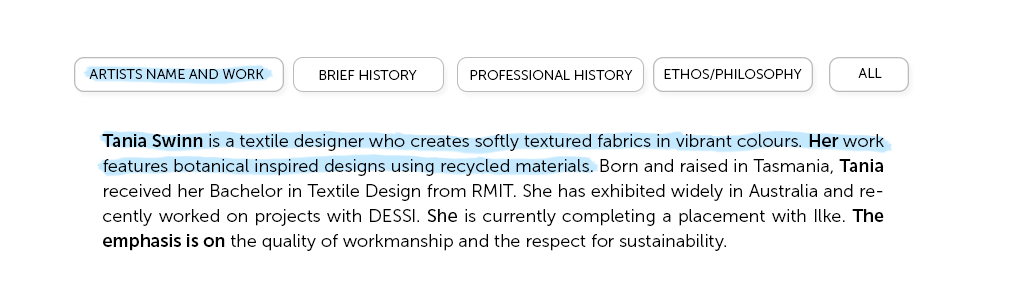 ARTISTS NAME AND WORK BRIEF HISTORY PROFESSIONAL HISTORY ETHOS/PHILOSOPHY ALL
Tania Swinn is a textile designer who creates softly textured fabrics in vibrant colours. Her work
features botanical inspired designs using recycled materials. Born and raised in Tasmania, Tania
received her Bachelor in Textile Design from RMIT. She has exhibited widely in Australia and re-
cently worked on projects with DESSI. She is currently completing a placement with Ilke. The
emphasis is on the quality of workmanship and the respect for sustainability.